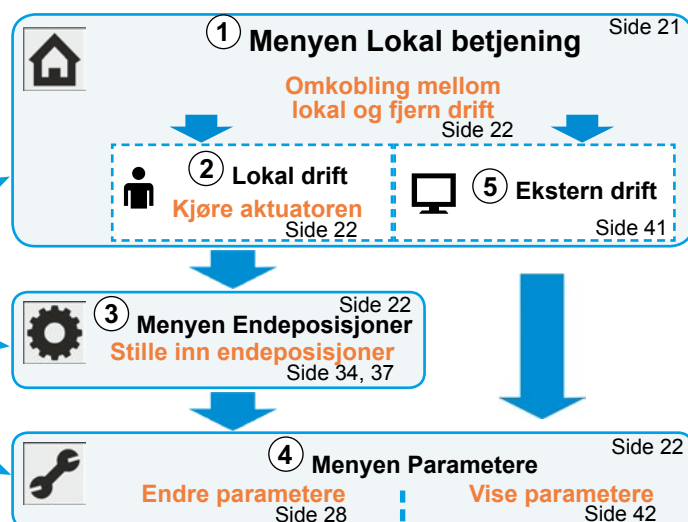 1 Menyen Lokal betjening Side 21
Omkobling mellom
lokal og fjern drift
Side 22
2 Lokal drift
Kjøre aktuatoren
Side 22
5 Ekstern drift
Side 41
Side 22
3 Menyen Endeposisjoner
Stille inn endeposisjoner
Side 34, 37
Side 22
4 Menyen Parametere
Endre parametere
Side 28
Vise parametere
Side 42